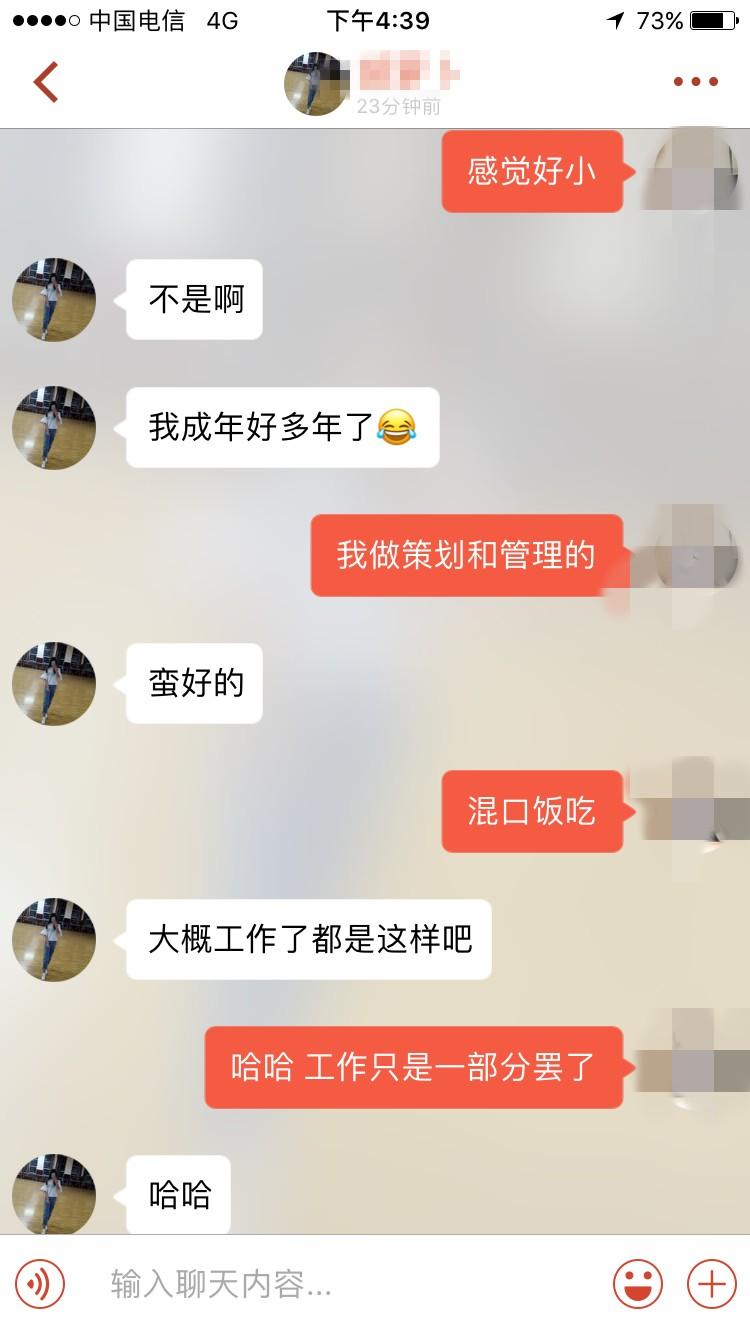 中国电信 4G 下午4:39 73%
23分钟前
感觉好小
不是啊
我成年好多年了😂
我做策划和管理的
蛮好的
混口饭吃
大概工作了都是这样吧
哈哈 工作只是一部分罢了
哈哈
输入聊天内容...